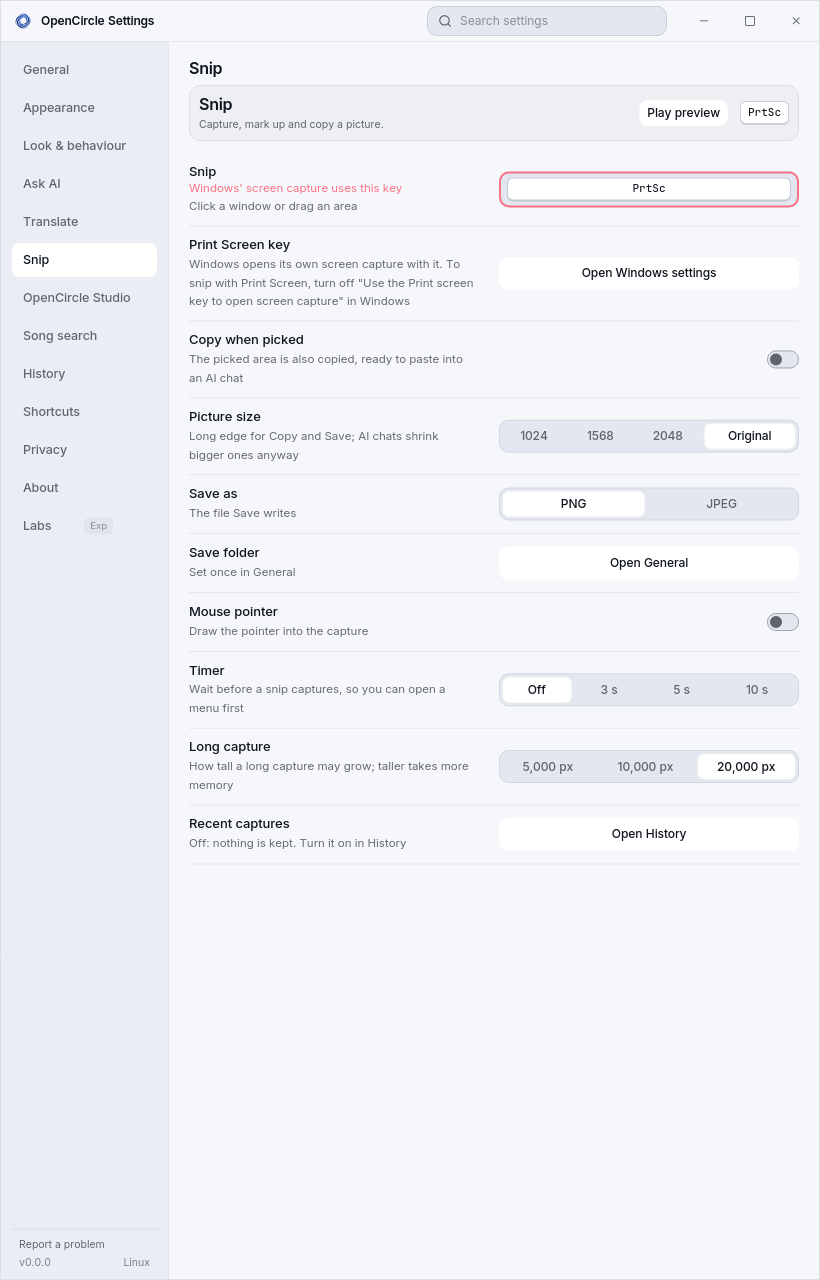 OpenCircle Settings
Search settings
General
Appearance
Look & behaviour
Ask AI
Translate
Snip
OpenCircle Studio
Song search
History
Shortcuts
Privacy
About
Labs Exp
Report a problem
v0.0.0 Linux
Snip
Snip
Capture, mark up and copy a picture.
Play preview PrtSc
Snip
Windows' screen capture uses this key
Click a window or drag an area
PrtSc
Print Screen key
Windows opens its own screen capture with it. To
snip with Print Screen, turn off "Use the Print screen
key to open screen capture" in Windows
Open Windows settings
Copy when picked
The picked area is also copied, ready to paste into
an AI chat
Picture size
Long edge for Copy and Save; AI chats shrink
bigger ones anyway
1024 1568 2048 Original
Save as
The file Save writes
PNG JPEG
Save folder
Set once in General
Open General
Mouse pointer
Draw the pointer into the capture
Timer
Wait before a snip captures, so you can open a
menu first
Off 3 s 5 s 10 s
Long capture
How tall a long capture may grow; taller takes more
memory
5,000 px 10,000 px 20,000 px
Recent captures
Off: nothing is kept. Turn it on in History
Open History